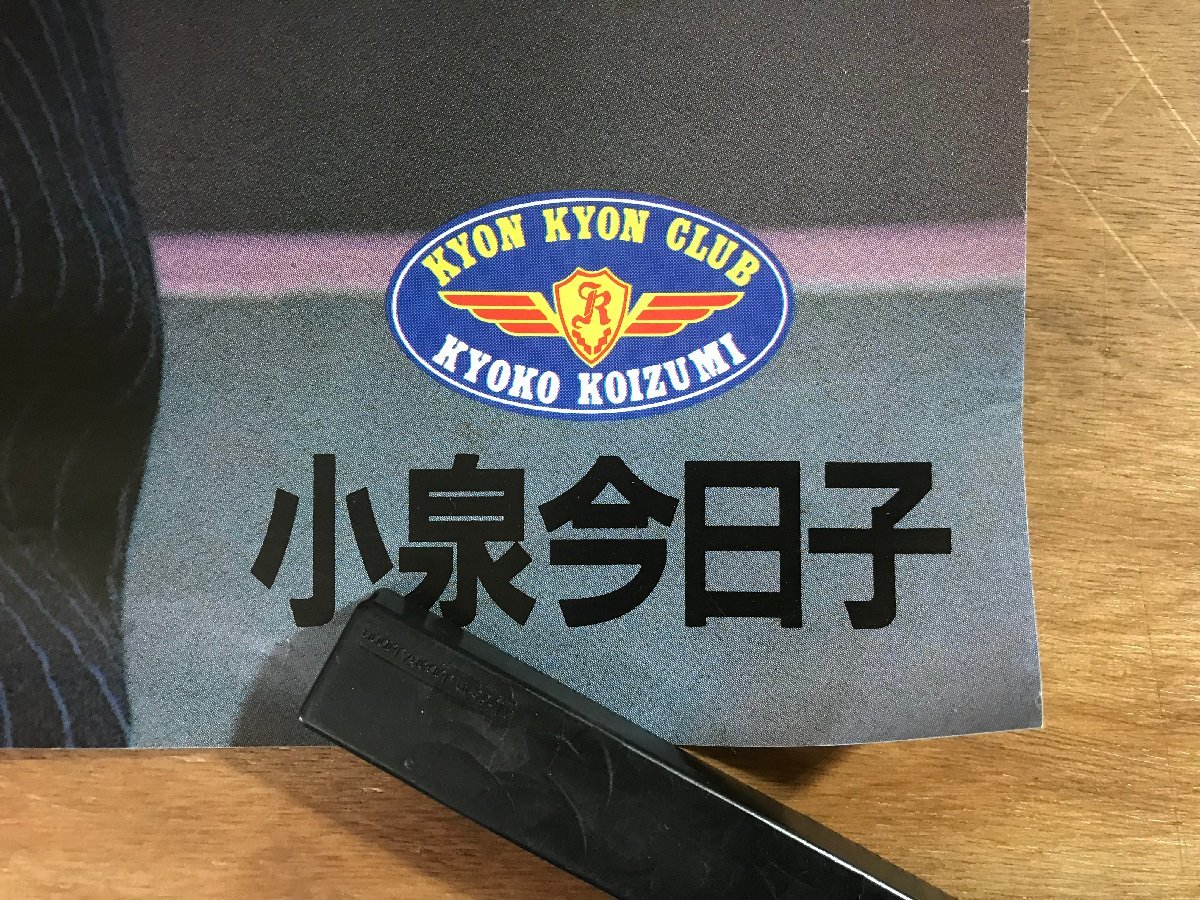 KYON KYON CLUB
K
KYOKO KOIZUMI
小泉今日子